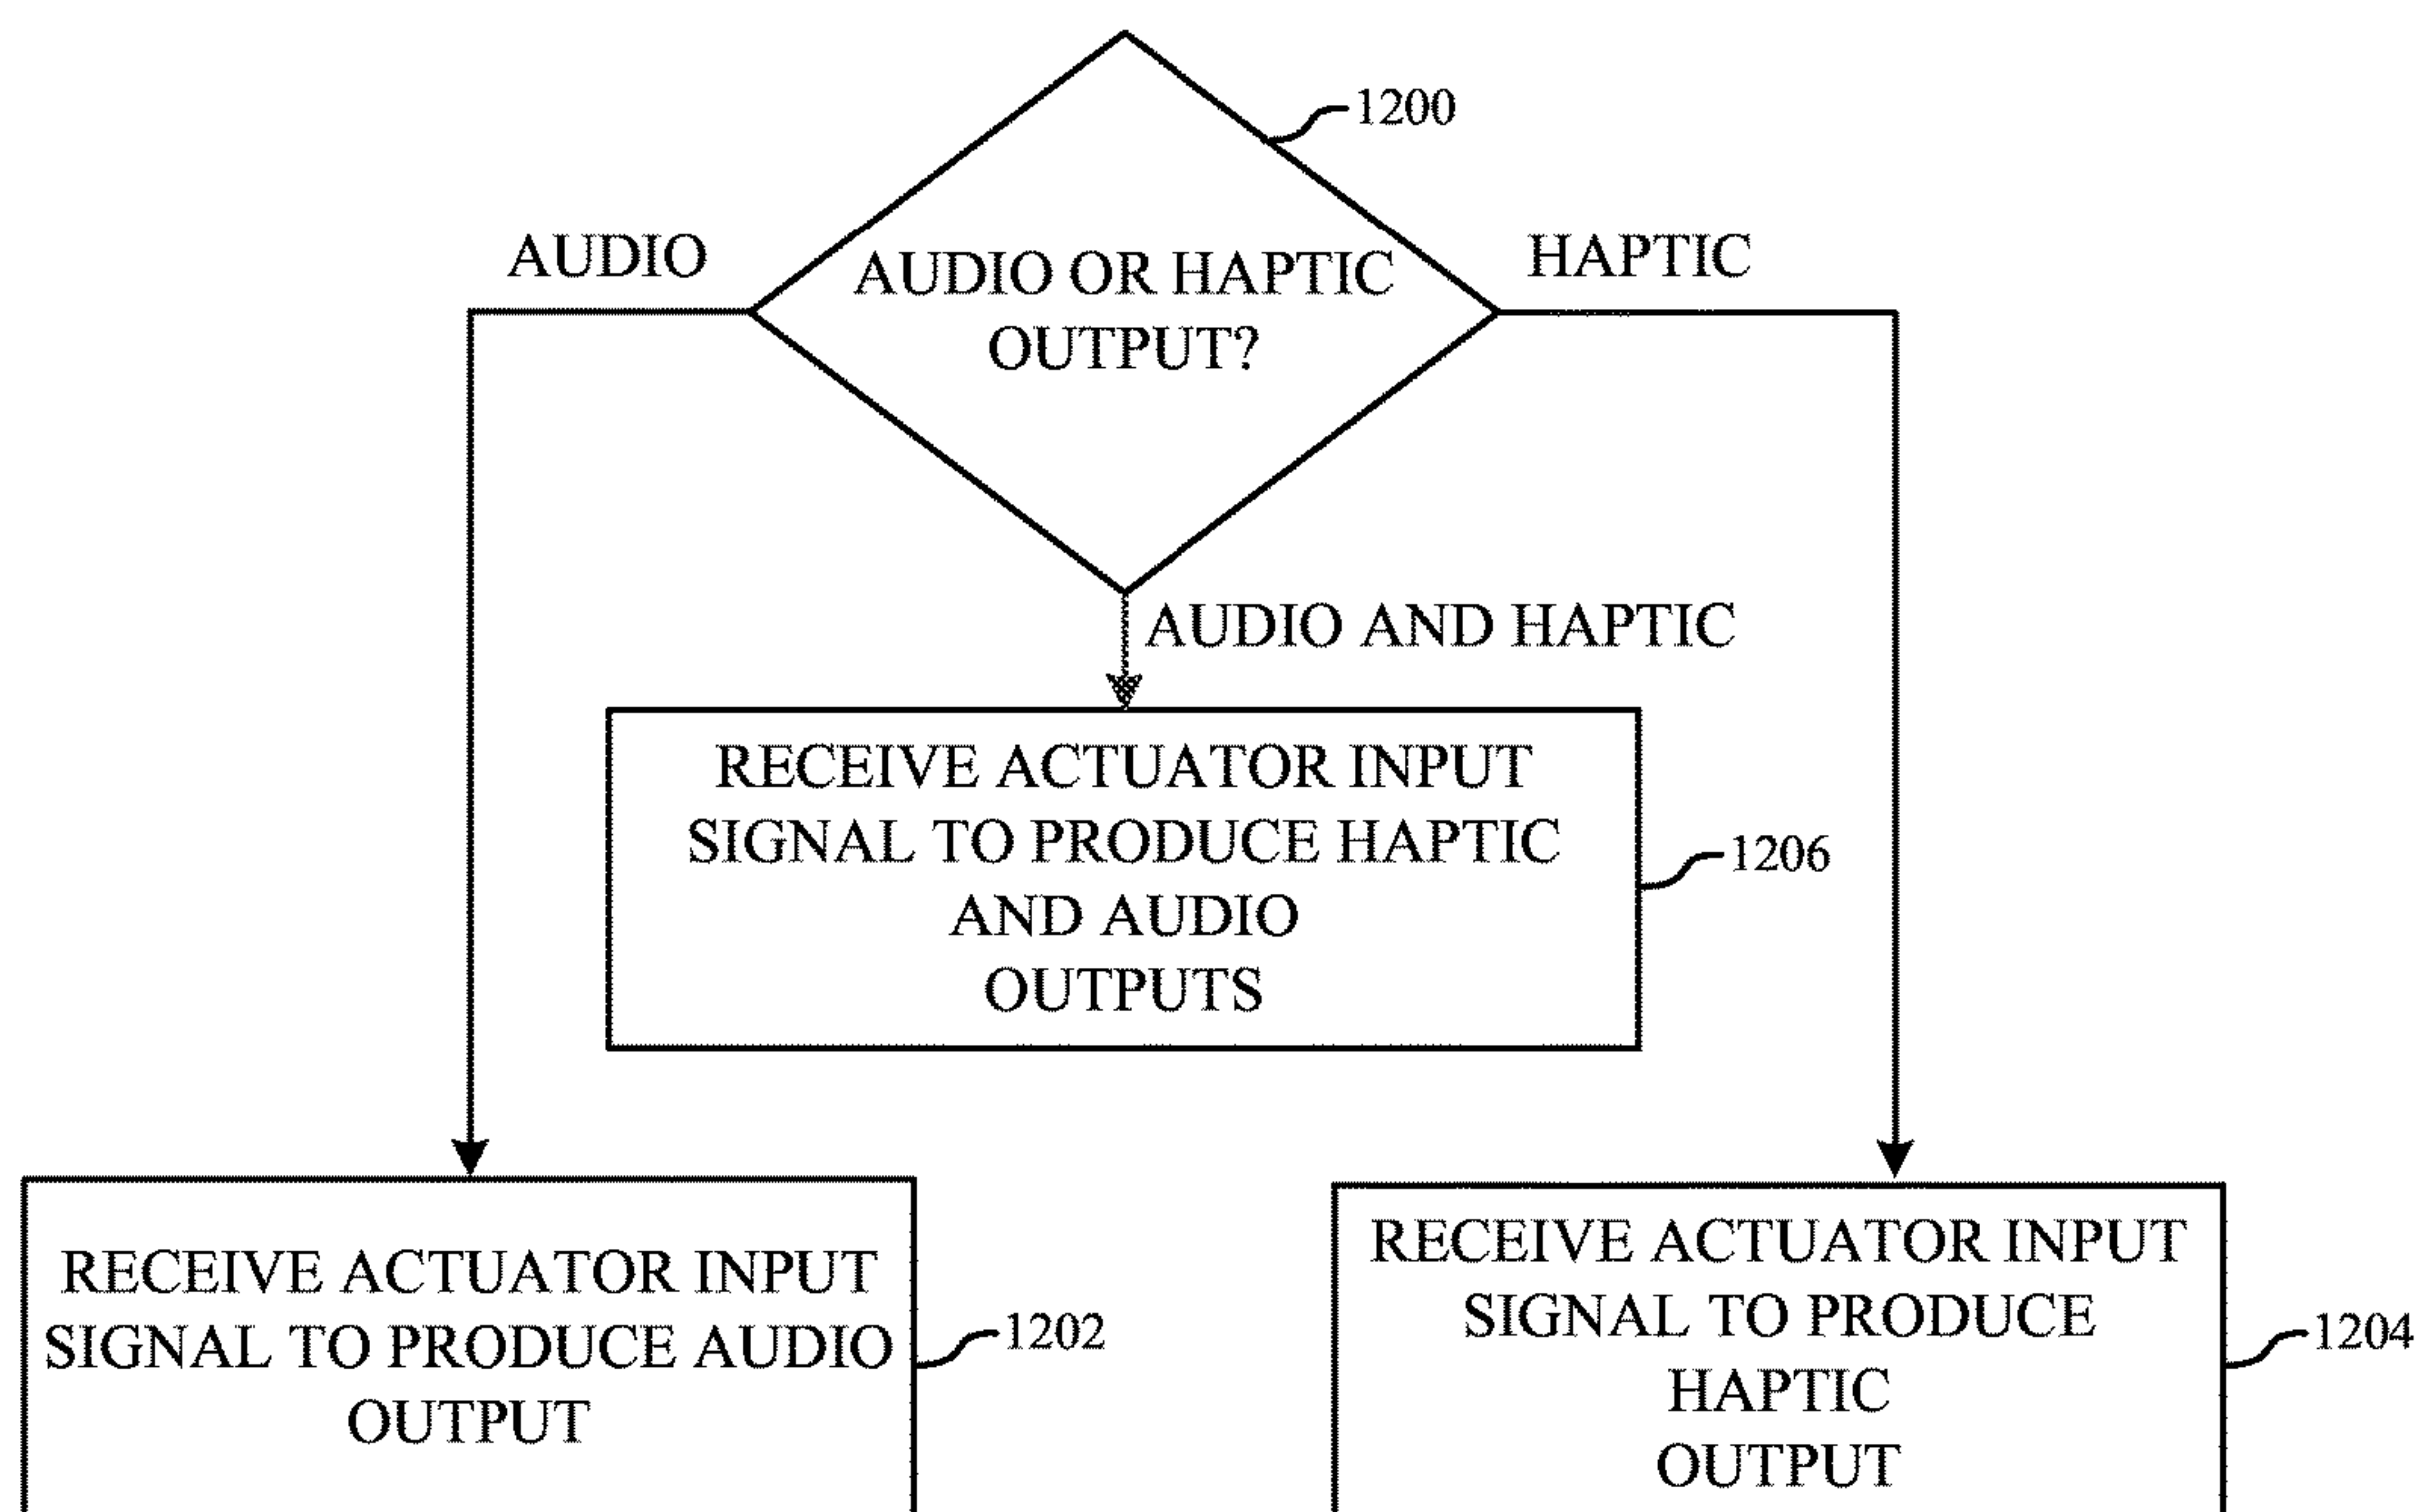 1200
AUDIO
AUDIO OR HAPTIC
OUTPUT?
HAPTIC
AUDIO AND HAPTIC
RECEIVE ACTUATOR INPUT
SIGNAL TO PRODUCE HAPTIC
AND AUDIO
OUTPUTS
1206
RECEIVE ACTUATOR INPUT
SIGNAL TO PRODUCE AUDIO
OUTPUT
1202
RECEIVE ACTUATOR INPUT
SIGNAL TO PRODUCE
HAPTIC
OUTPUT
1204